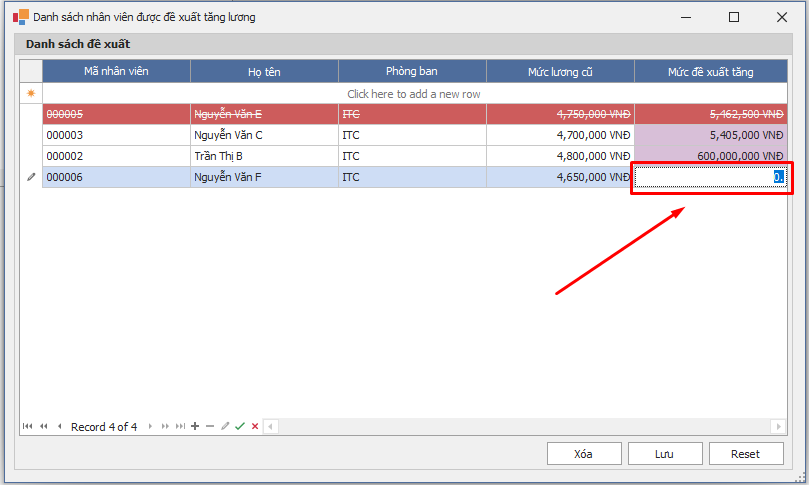 Danh sách nhân viên được đề xuất tăng lương
Danh sách đề xuất
Mã nhân viên Họ tên Phòng ban Mức lương cũ Mức đề xuất tăng
Click here to add a new row
000005 Nguyễn Văn E ITC 4,750,000 VNĐ 5,462,500 VNĐ
000003 Nguyễn Văn C ITC 4,700,000 VNĐ 5,405,000 VNĐ
000002 Trần Thị B ITC 4,800,000 VNĐ 600,000,000 VNĐ
000006 Nguyễn Văn F ITC 4,650,000 VNĐ 0.
Record 4 of 4
Xóa Lưu Reset